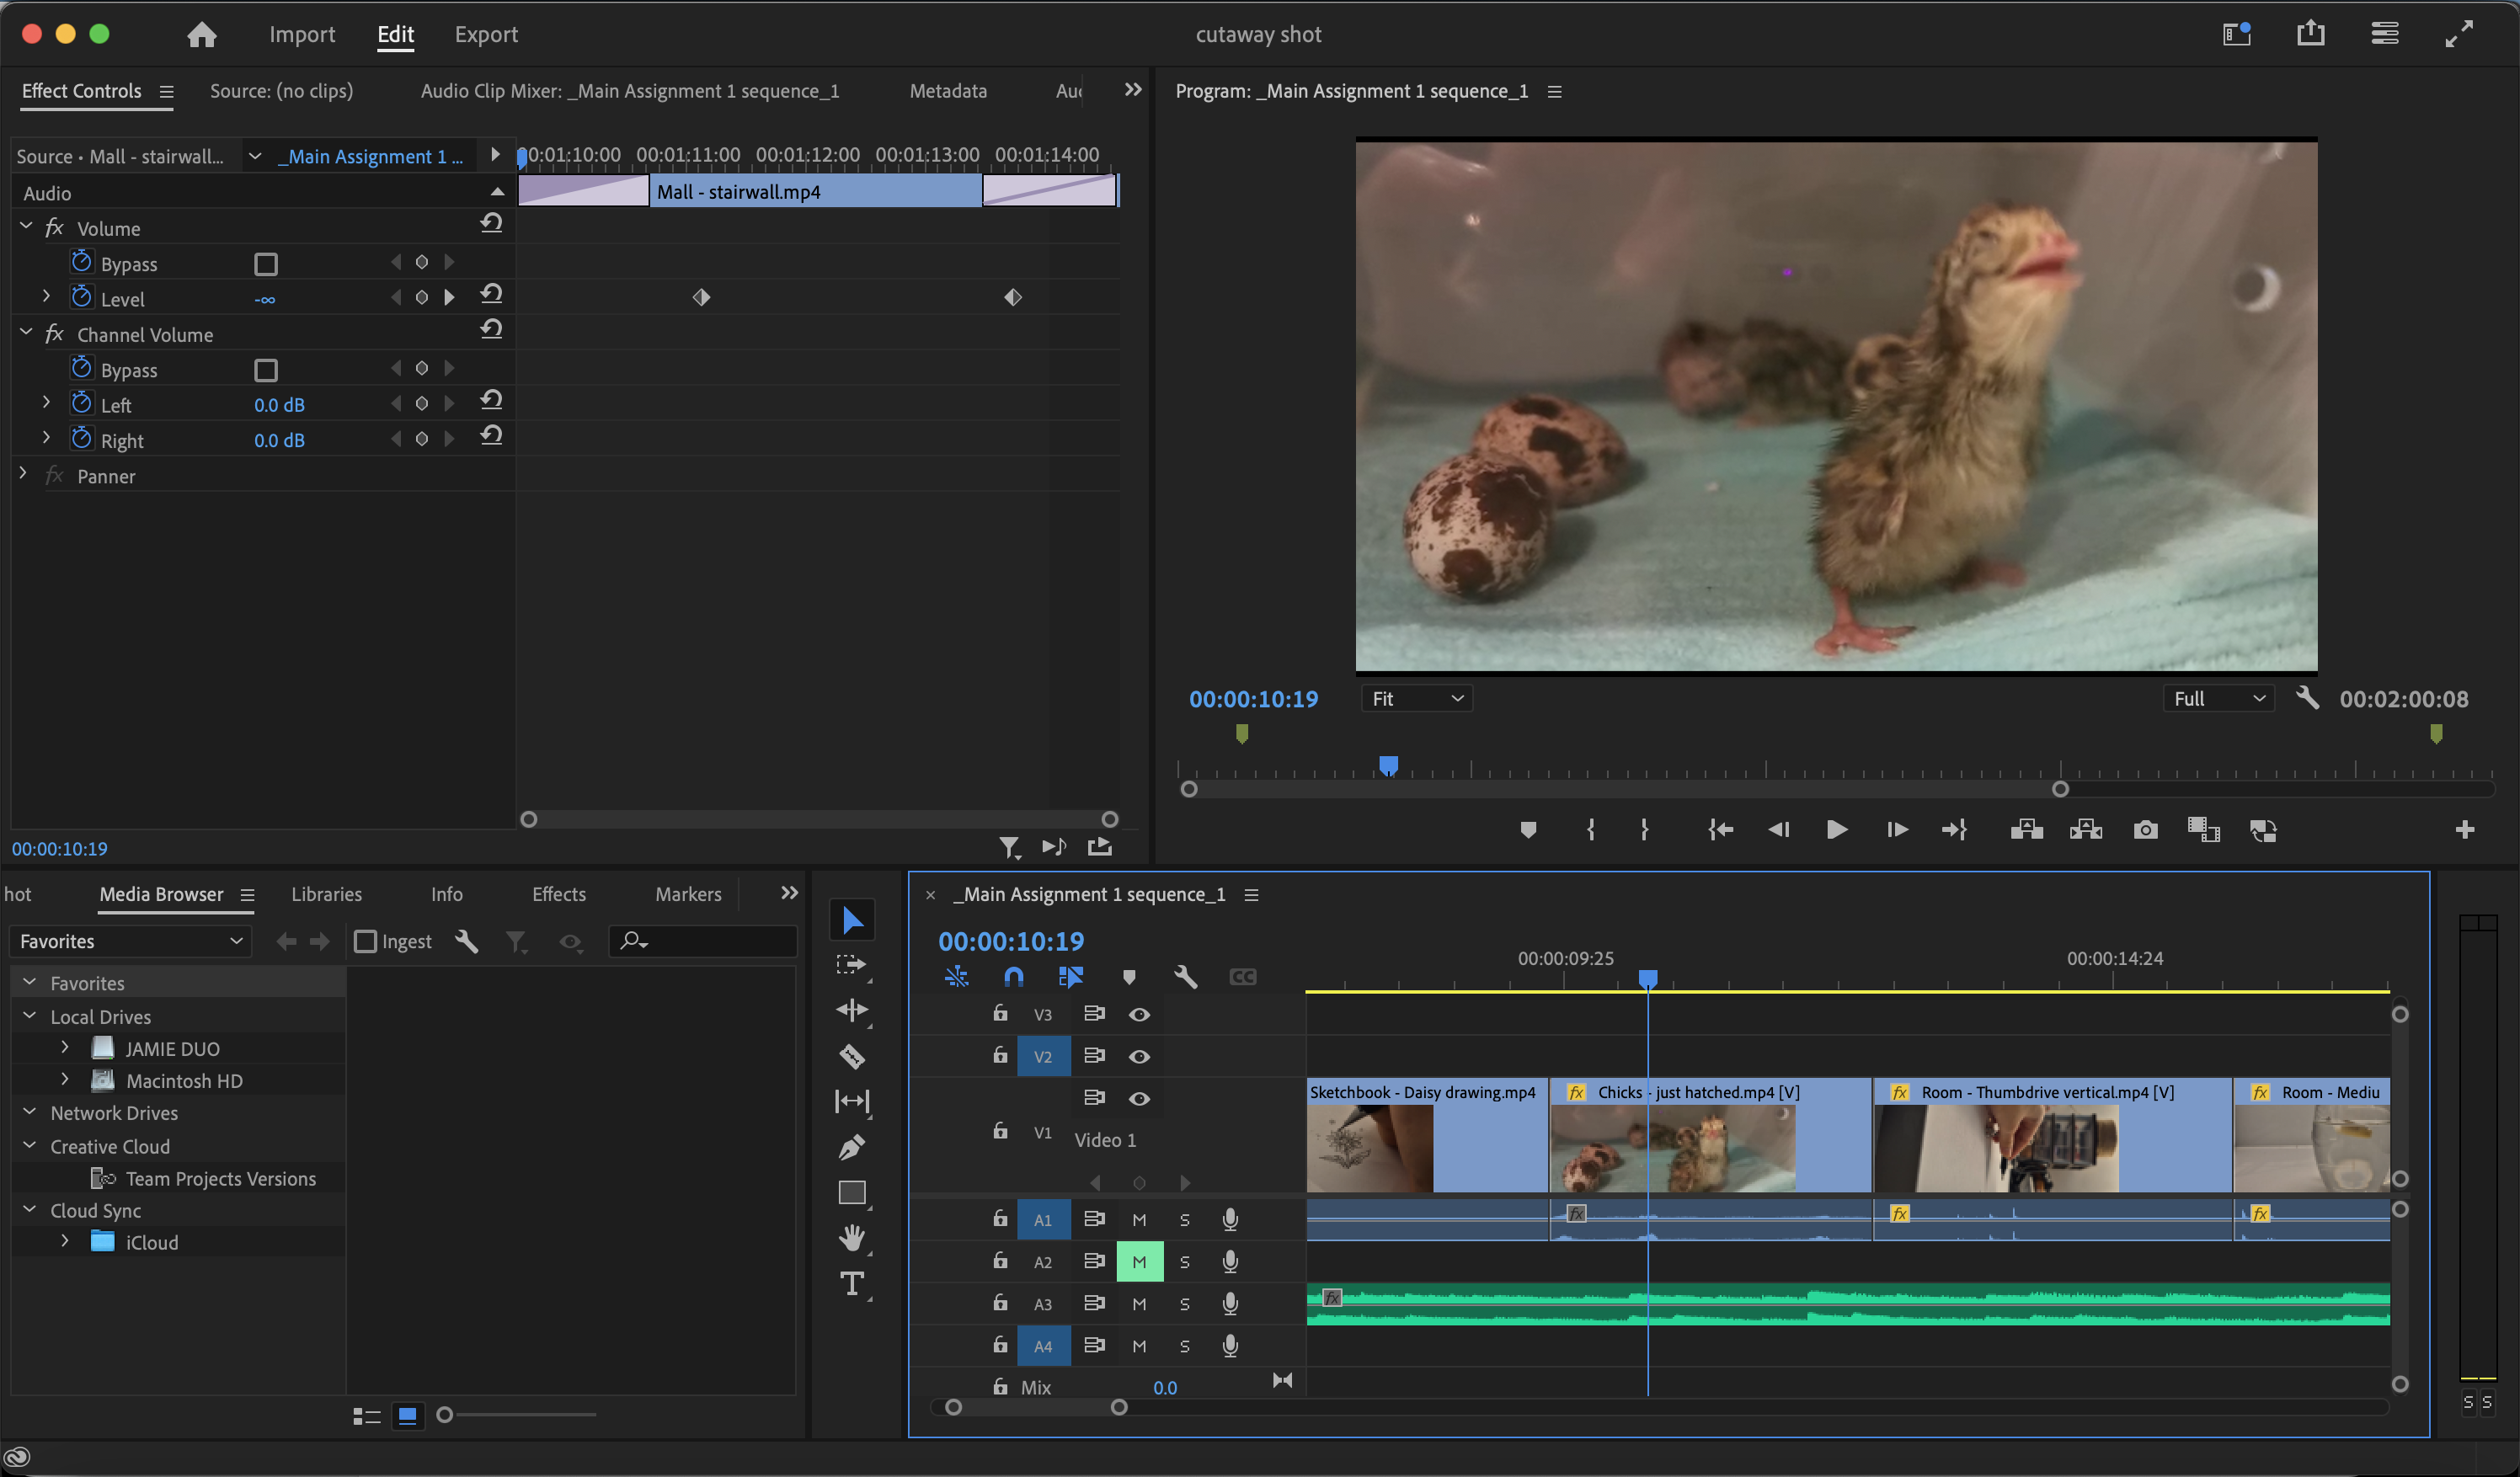 Import Edit Export cutaway shot
Effect Controls Source: (no clips) Audio Clip Mixer: _Main Assignment 1 sequence_1 Metadata Au
Program: _Main Assignment 1 sequence_1
Source • Mall - stairwall... _Main Assignment 1 ...
0:01:10:00 00:01:11:00 00:01:12:00 00:01:13:00 00:01:14:00
Audio
Mall - stairwall.mp4
fx Volume
Bypass
Level -∞
fx Channel Volume
Bypass
Left 0.0 dB
Right 0.0 dB
fx Panner
00:00:10:19
00:00:10:19 Fit Full 00:02:00:08
hot Media Browser Libraries Info Effects Markers
Favorites Ingest
Favorites
Local Drives
JAMIE DUO
Macintosh HD
Network Drives
Creative Cloud
Team Projects Versions
Cloud Sync
iCloud
T
× _Main Assignment 1 sequence_1
00:00:10:19
CC
00:00:09:25 00:00:14:24
V3
V2
Sketchbook - Daisy drawing.mp4 fx Chicks - just hatched.mp4 [V] fx Room - Thumbdrive vertical.mp4 [V] fx Room - Mediu
V1 Video 1
A1 M S fx fx fx
A2 M S
A3 M S fx
A4 M S
Mix 0.0
S S